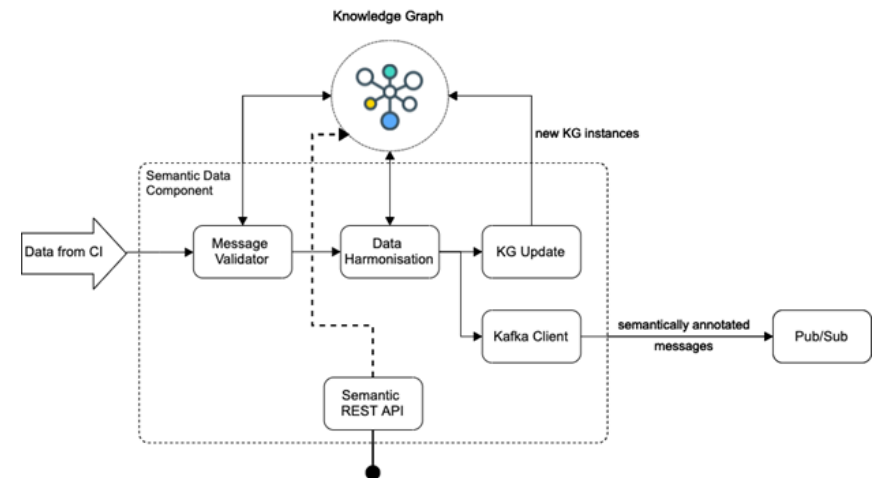 Knowledge Graph
new KG instances
Semantic Data
Component
Data from CI
Message
Validator
Data
Harmonisation
KG Update
Kafka Client
semantically annotated
messages
Pub/Sub
Semantic
REST API